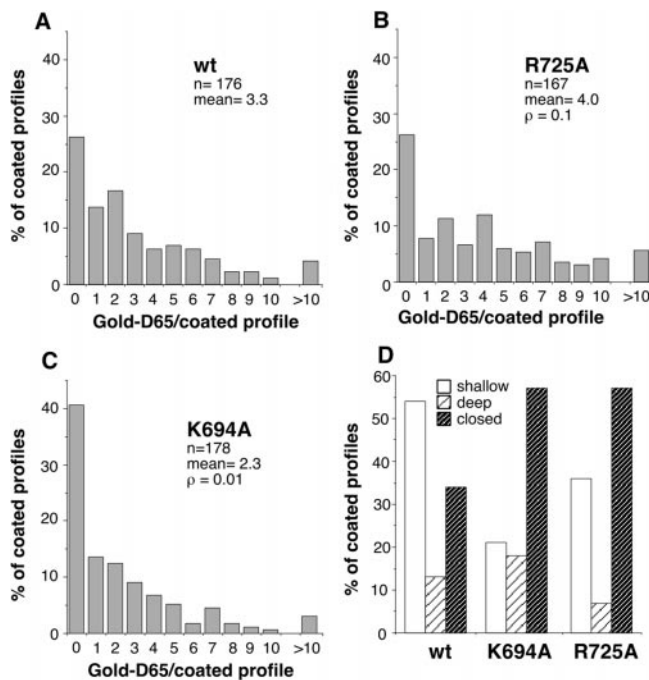 A
% of coated profiles
40
30
20
10
0
wt
n= 176
mean= 3.3
0 1 2 3 4 5 6 7 8 9 10 >10
Gold-D65/coated profile
B
% of coated profiles
40
30
20
10
0
R725A
n=167
mean= 4.0
ρ = 0.1
0 1 2 3 4 5 6 7 8 9 10 >10
Gold-D65/coated profile
C
% of coated profiles
40
30
20
10
0
K694A
n=178
mean= 2.3
ρ = 0.01
0 1 2 3 4 5 6 7 8 9 10 >10
Gold-D65/coated profile
D
% of coated profiles
60
50
40
30
20
10
0
shallow
deep
closed
wt K694A R725A